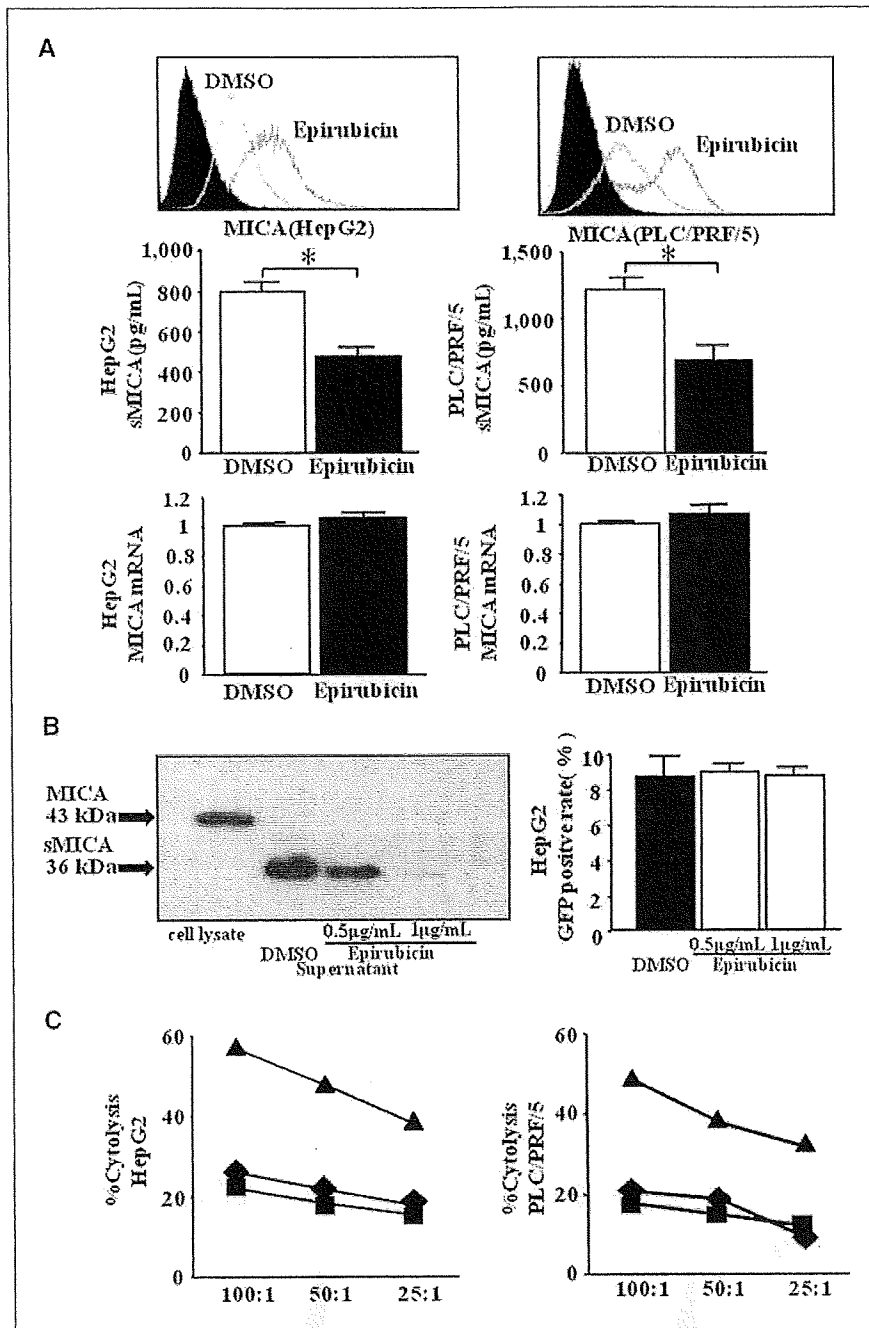 A
DMSO
Epirubicin
MICA(HepG2)
DMSO
Epirubicin
MICA(PLC/PRF/5)
HepG2
sMICA(pg/mL)
1,000
800
600
400
200
0
*
DMSO Epirubicin
PLC/PRF/5
sMICA(pg/mL)
1,500
1,000
500
0
*
DMSO Epirubicin
HepG2
MICA mRNA
1.2
1
0.8
0.6
0.4
0.2
0
DMSO Epirubicin
PLC/PRF/5
MICA mRNA
1.2
1
0.8
0.6
0.4
0.2
0
DMSO Epirubicin
B
MICA
43 kDa
sMICA
36 kDa
cell lysate
DMSO
0.5μg/mL 1μg/mL
Epirubicin
Supernatant
HepG2
GFP positve rate( %)
10
8
6
4
2
0
DMSO
0.5μg/mL 1μg/mL
Epirubicin
C
%Cytolysis
HepG2
60
40
20
0
100:1 50:1 25:1
%Cytolysis
PLC/PRF/5
60
40
20
0
100:1 50:1 25:1